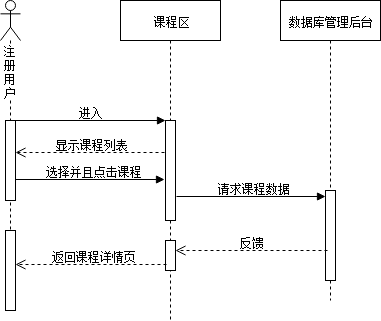 课程区
数据库管理后台
注册用户
进入
显示课程列表
选择并且点击课程
请求课程数据
反馈
返回课程详情页